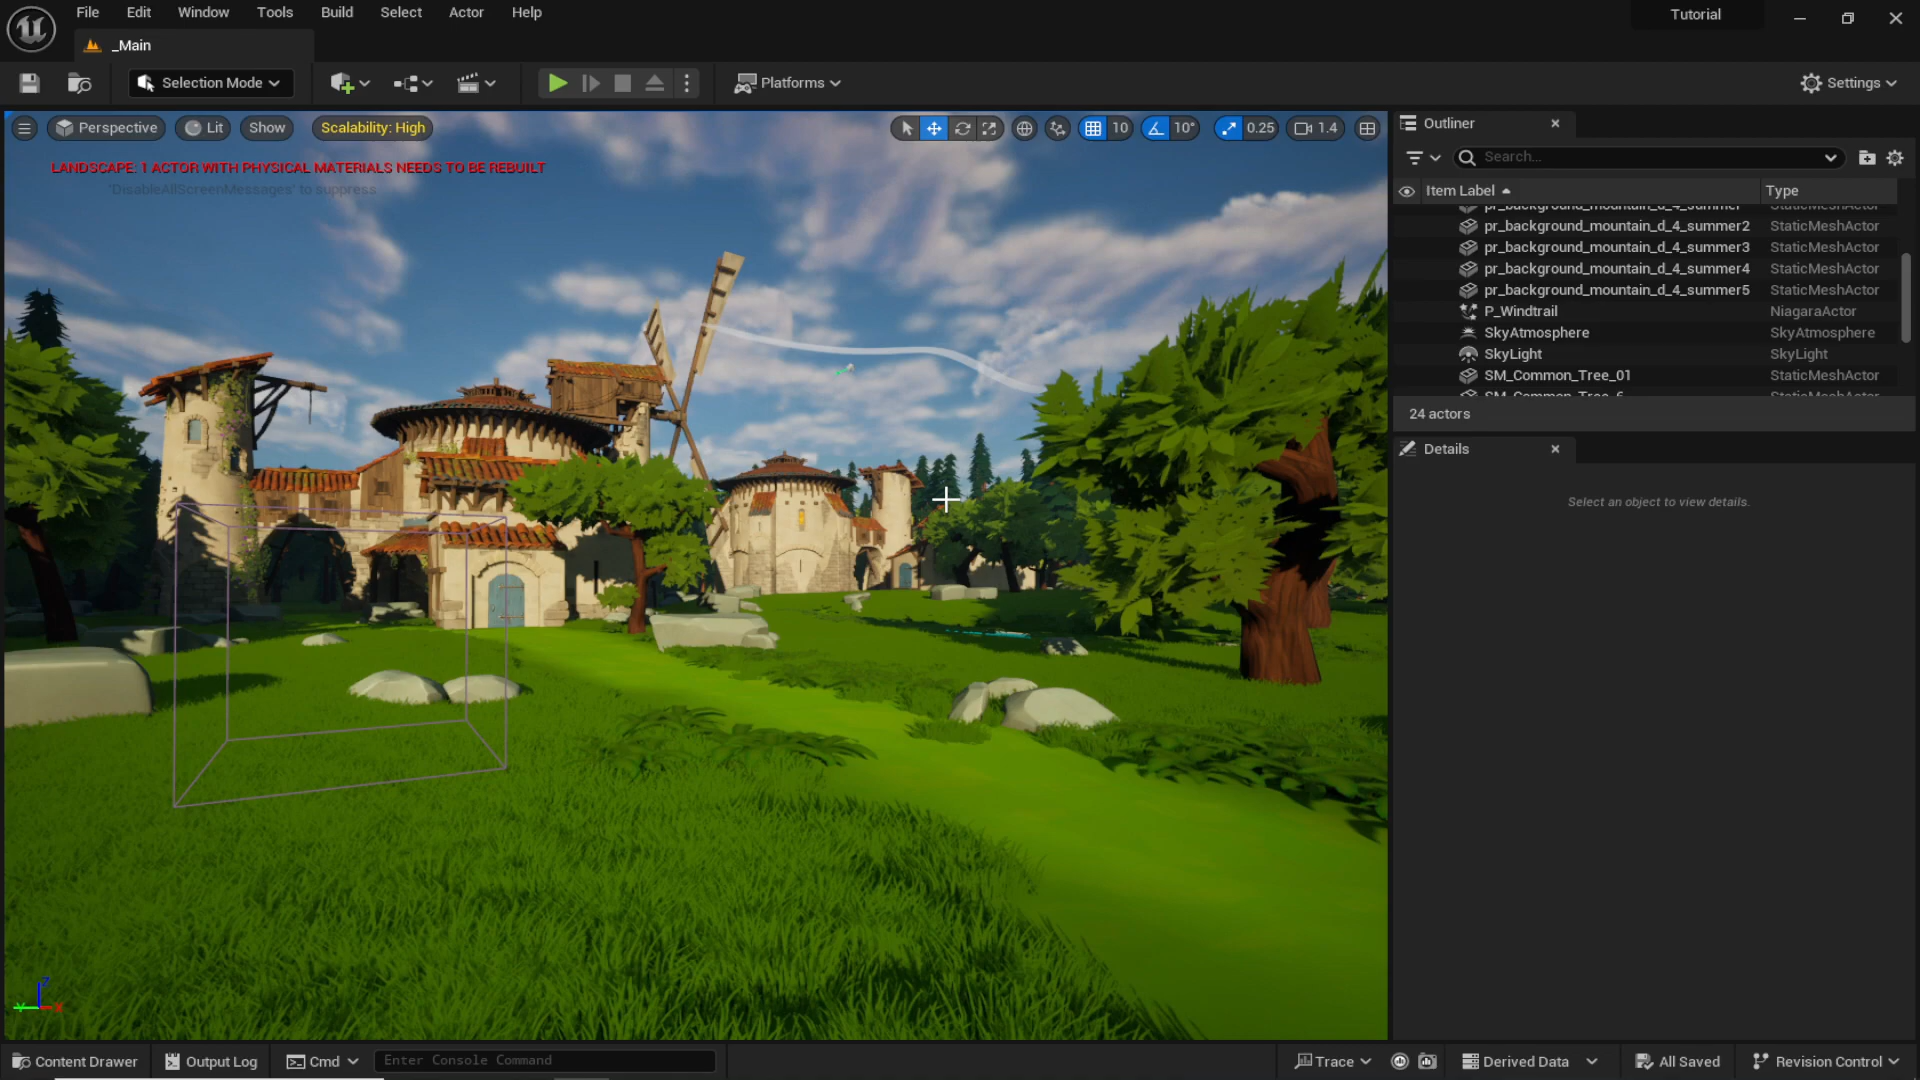 File Edit Window Tools Build Select Actor Help
Tutorial
_Main
Selection Mode
Platforms
Settings
Perspective
Lit
Show
Scalability: High
10
10°
0.25
1.4
LANDSCAPE: 1 ACTOR WITH PHYSICAL MATERIALS NEEDS TO BE REBUILT
'DisableAllScreenMessages' to suppress
Outliner
Search...
Item Label
Type
pr_background_mountain_d_4_summer StaticMeshActor
pr_background_mountain_d_4_summer2 StaticMeshActor
pr_background_mountain_d_4_summer3 StaticMeshActor
pr_background_mountain_d_4_summer4 StaticMeshActor
pr_background_mountain_d_4_summer5 StaticMeshActor
P_Windtrail NiagaraActor
SkyAtmosphere SkyAtmosphere
SkyLight SkyLight
SM_Common_Tree_01 StaticMeshActor
24 actors
Details
Select an object to view details.
Z
Y X
Content Drawer
Output Log
Cmd
Enter Console Command
Trace
Derived Data
All Saved
Revision Control